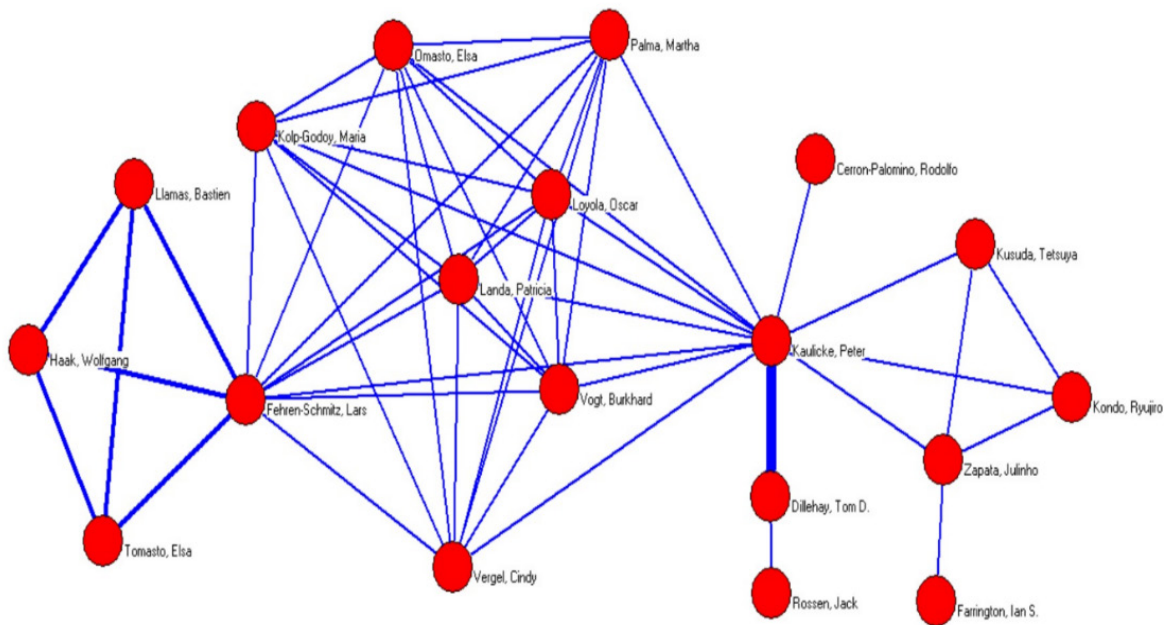 Palma, Martha
Omasto, Elsa
Kolp-Godoy, Maria
Cerron-Palomino, Rodolfo
Llamas, Bastien
Loyola, Oscar
Kusuda, Tetsuya
Landa, Patricia
Haak, Wolfgang
Kaulicke, Peter
Fehren-Schmitz, Lars
Vogt, Burkhard
Kondo, Ryujiro
Zapata, Julinho
Dillehay, Tom D.
Tomasto, Elsa
Vergel, Cindy
Rossen, Jack
Farrington, Ian S.